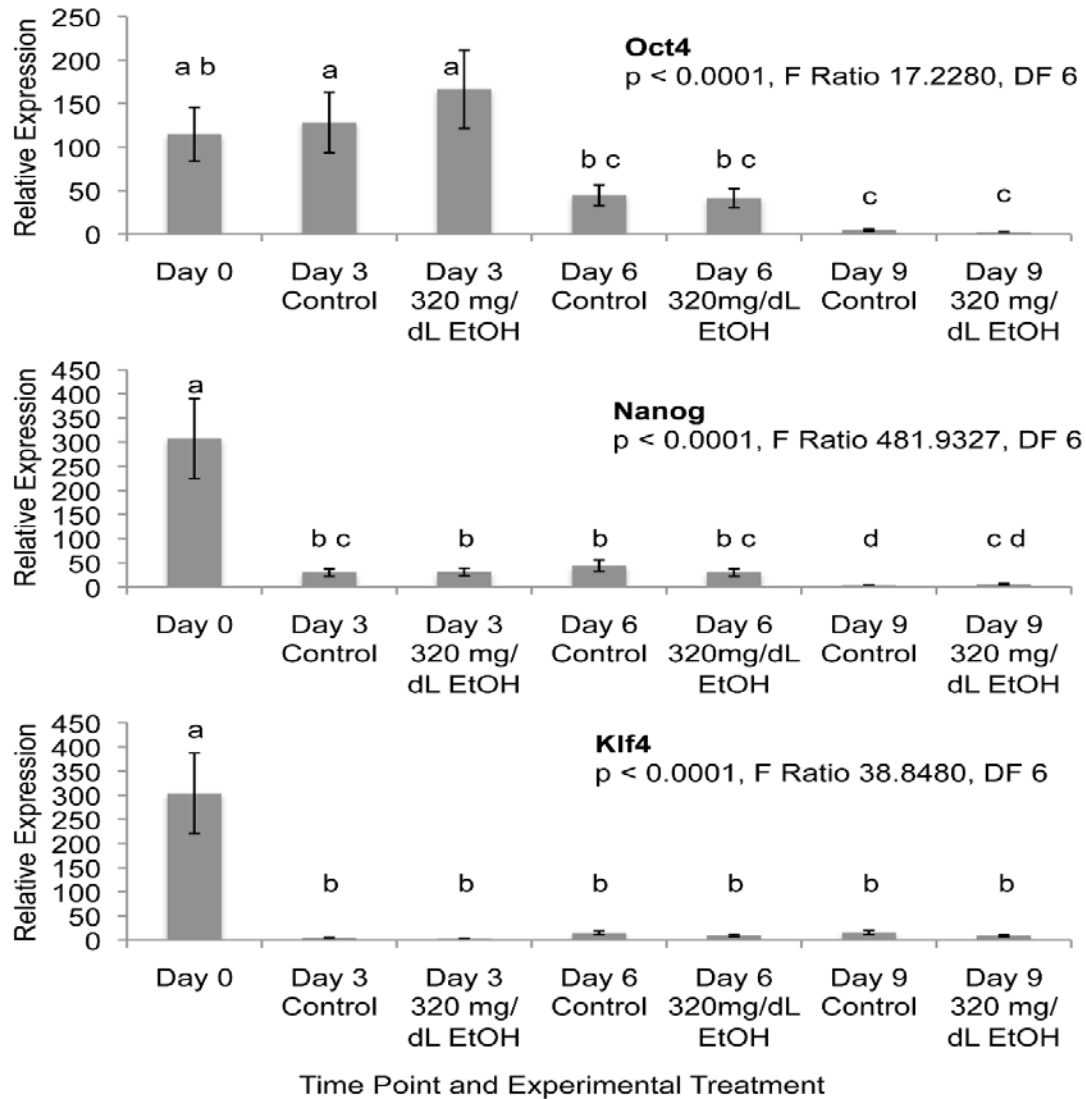 Oct4
p < 0.0001, F Ratio 17.2280, DF 6
Relative Expression
250
200
150
100
50
0
a b
a
a
b c
b c
c
c
Day 0
Day 3
Control
Day 3
320 mg/
dL EtOH
Day 6
Control
Day 6
320mg/dL
EtOH
Day 9
Control
Day 9
320 mg/
dL EtOH
Nanog
p < 0.0001, F Ratio 481.9327, DF 6
Relative Expression
450
400
350
300
250
200
150
100
50
0
a
b c
b
b
b c
d
c d
Day 0
Day 3
Control
Day 3
320 mg/
dL EtOH
Day 6
Control
Day 6
320mg/dL
EtOH
Day 9
Control
Day 9
320 mg/
dL EtOH
Klf4
p < 0.0001, F Ratio 38.8480, DF 6
Relative Expression
450
400
350
300
250
200
150
100
50
0
a
b
b
b
b
b
b
Day 0
Day 3
Control
Day 3
320 mg/
dL EtOH
Day 6
Control
Day 6
320mg/dL
EtOH
Day 9
Control
Day 9
320 mg/
dL EtOH
Time Point and Experimental Treatment